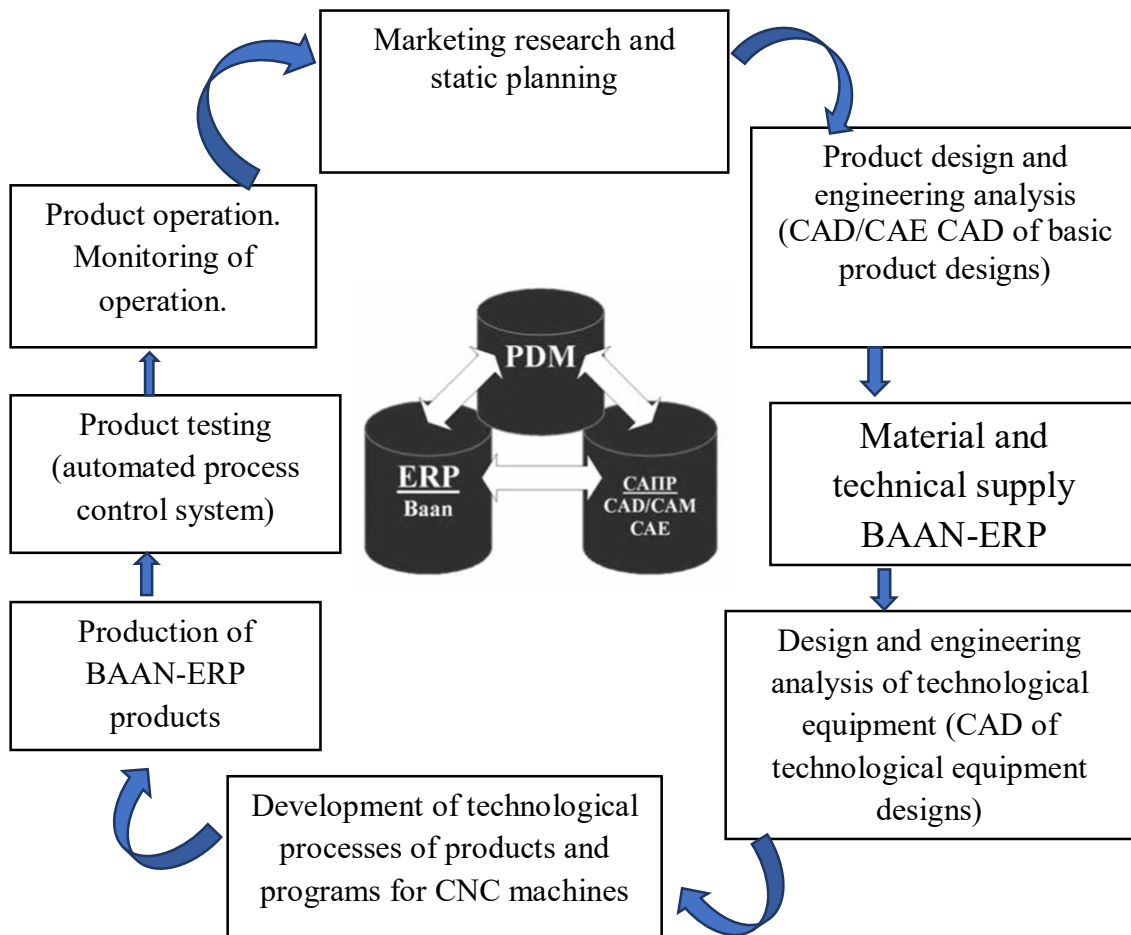 Marketing research and
static planning
Product design and
engineering analysis
(CAD/CAE CAD of basic
product designs)
Material and
technical supply
BAAN-ERP
Design and engineering
analysis of technological
equipment (CAD of
technological equipment
designs)
Development of technological
processes of products and
programs for CNC machines
Production of
BAAN-ERP
products
Product testing
(automated process
control system)
Product operation.
Monitoring of
operation.
PDM
ERP
Baan
САПР
CAD/CAM
CAE